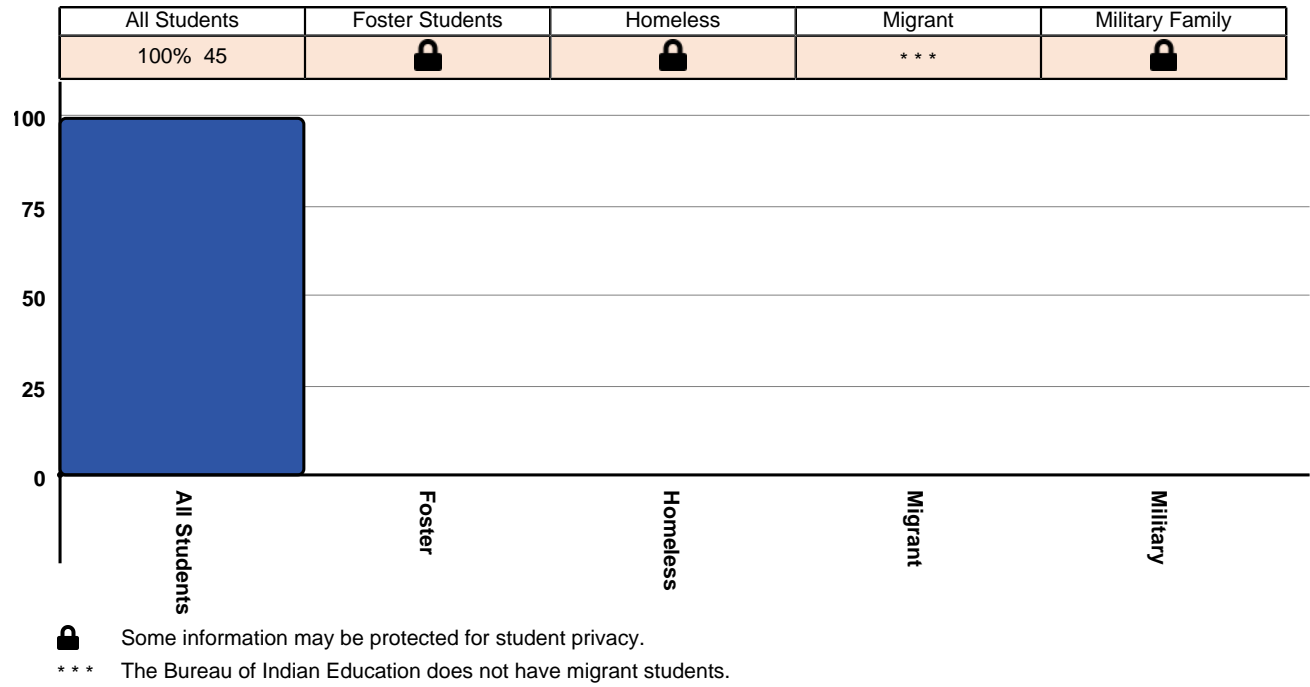 All Students Foster Students Homeless Migrant Military Family
100% 45 * * *
100
75
50
25
0
All Students
Foster
Homeless
Migrant
Military
Some information may be protected for student privacy.
* * * The Bureau of Indian Education does not have migrant students.